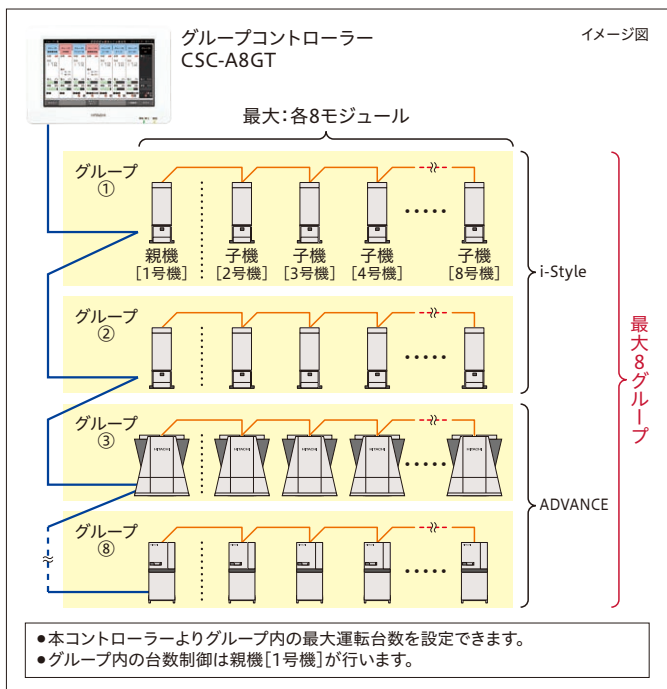 グループコントローラー
CSC-A8GT
イメージ図
HITACHI
最大：各8モジュール
グループ
①
親機
[1号機]
子機
[2号機]
子機
[3号機]
子機
[4号機]
子機
[8号機]
i-Style
グループ
②
グループ
③
HITACHI
HITACHI
HITACHI
HITACHI
HITACHI
ADVANCE
グループ
⑧
最大8グループ
●本コントローラーよりグループ内の最大運転台数を設定できます。
●グループ内の台数制御は親機[1号機]が行います。